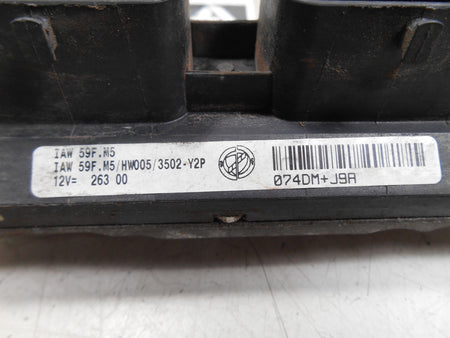 IAW 59F.M5
IAW 59F.M5/HW005/3502-Y2P
12V= 263 00
074DM+J9A